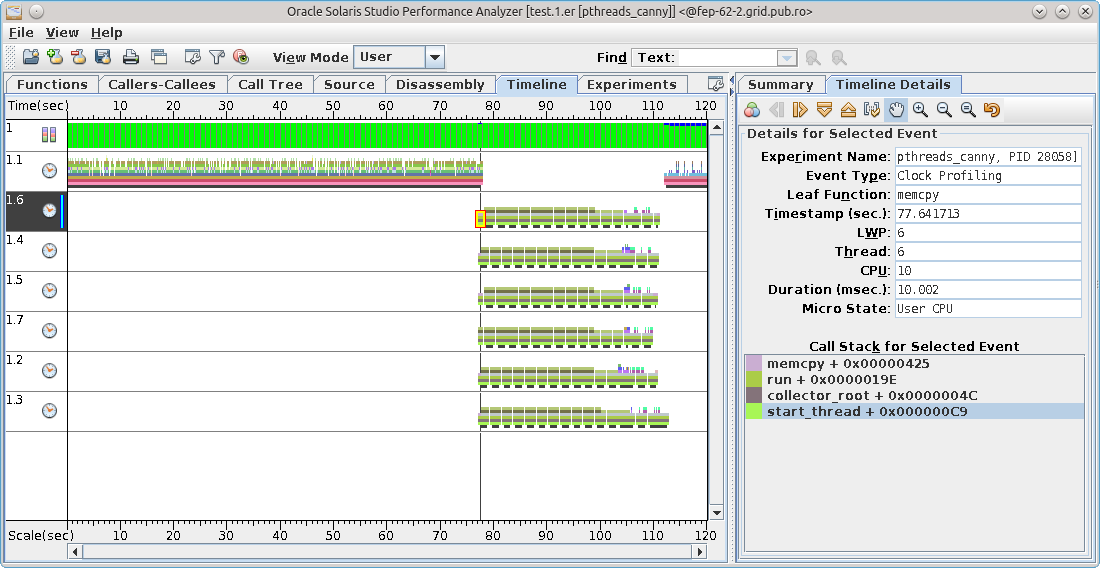 Oracle Solaris Studio Performance Analyzer [test.1.er [pthreads_canny]] <@fep-62-2.grid.pub.ro>
File View Help
View Mode User Find Text:
Functions Callers-Callees Call Tree Source Disassembly Timeline Experiments
Time(sec) 10 20 30 40 50 60 70 80 90 100 110 120
1
1.1
1.6
1.4
1.5
1.7
1.2
1.3
Scale(sec) 10 20 30 40 50 60 70 80 90 100 110 120
Summary Timeline Details
Details for Selected Event
Experiment Name: pthreads_canny, PID 28058]
Event Type: Clock Profiling
Leaf Function: memcpy
Timestamp (sec.): 77.641713
LWP: 6
Thread: 6
CPU: 10
Duration (msec.): 10.002
Micro State: User CPU
Call Stack for Selected Event
memcpy + 0x00000425
run + 0x0000019E
collector_root + 0x0000004C
start_thread + 0x000000C9